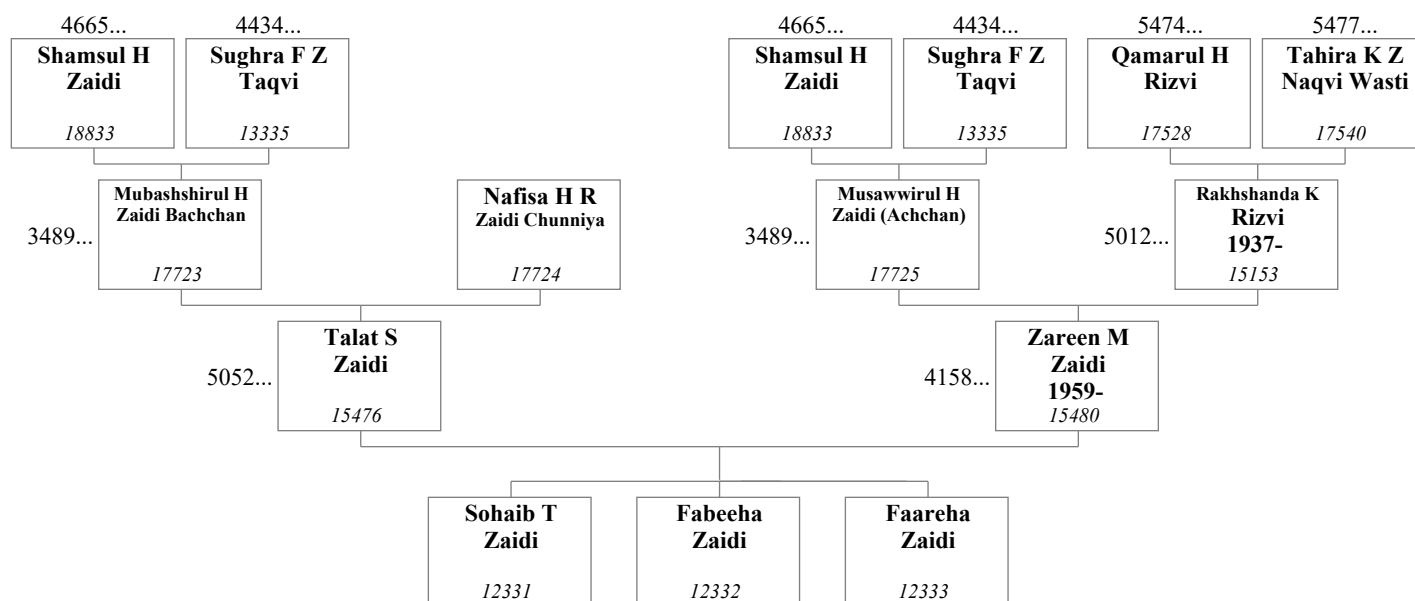 4665...
4434...
4665...
4434...
5474...
5477...
Shamsul H
Zaidi
18833
Sughra F Z
Taqvi
13335
Shamsul H
Zaidi
18833
Sughra F Z
Taqvi
13335
Qamarul H
Rizvi
17528
Tahira K Z
Naqvi Wasti
17540
3489...
Mubashshirul H
Zaidi Bachchan
17723
Nafisa H R
Zaidi Chunniya
17724
3489...
Musawwirul H
Zaidi (Achchan)
17725
5012...
Rakhshanda K
Rizvi
1937-
15153
5052...
Talat S
Zaidi
15476
4158...
Zareen M
Zaidi
1959-
15480
Sohaib T
Zaidi
12331
Fabeeha
Zaidi
12332
Faareha
Zaidi
12333